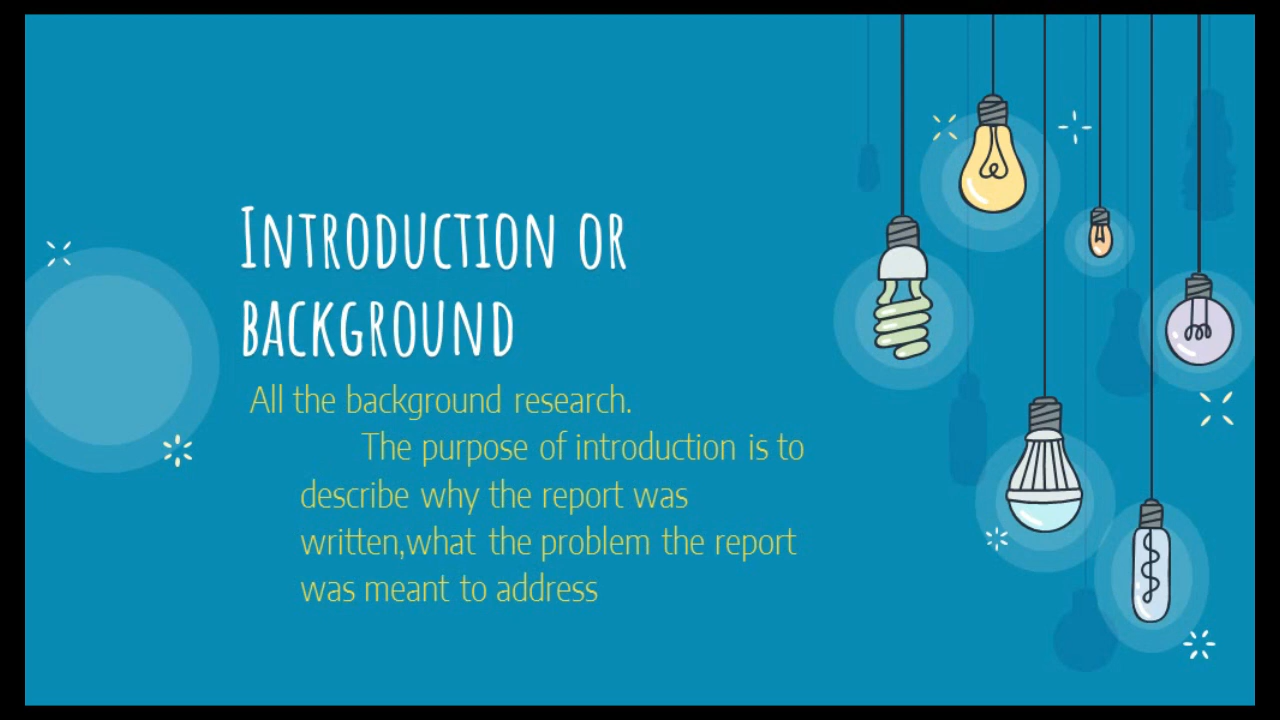 Introduction or
background
All the background research.
The purpose of introduction is to
describe why the report was
written,what the problem the report
was meant to address